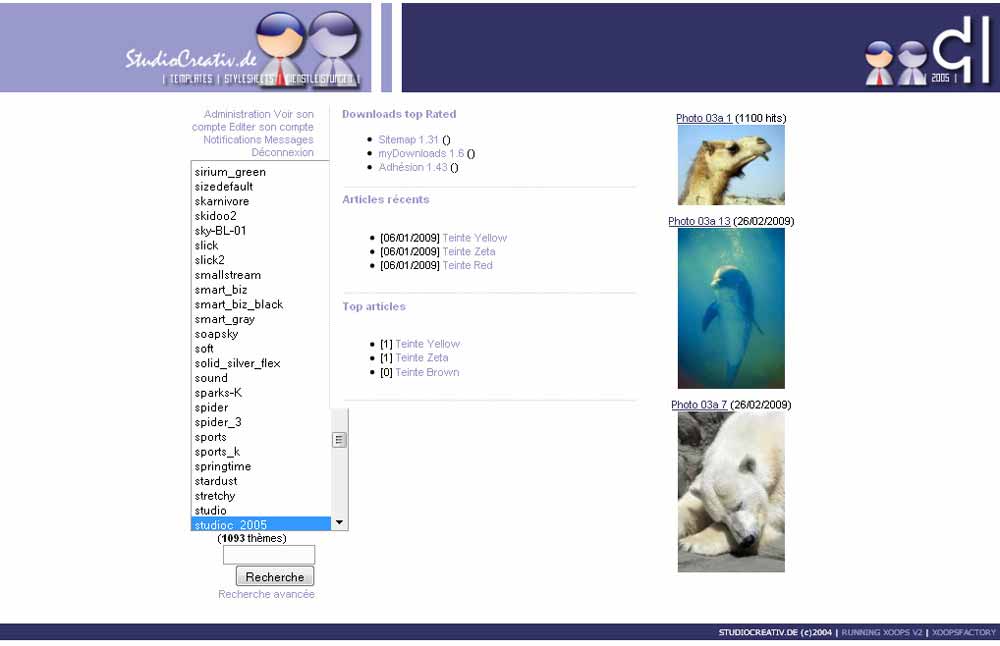 StudioCreativ.de
| TEMPLATES | STYLESHEETS | DIENSTLEISTUNGEN |
| 2005 |
dl
Administration Voir son
compte Editer son compte
Notifications Messages
Déconnexion
sirium_green
sizedefault
skarnivore
skidoo2
sky-BL-01
slick
slick2
smallstream
smart_biz
smart_biz_black
smart_gray
soapsky
soft
solid_silver_flex
sound
sparks-K
spider
spider_3
sports
sports_k
springtime
stardust
stretchy
studio
studioc_2005
(1093 thèmes)
Recherche
Recherche avancée
Downloads top Rated
Sitemap 1.31 ()
myDownloads 1.6 ()
Adhésion 1.43 ()
Articles récents
[06/01/2009] Teinte Yellow
[06/01/2009] Teinte Zeta
[06/01/2009] Teinte Red
Top articles
[1] Teinte Yellow
[1] Teinte Zeta
[0] Teinte Brown
Photo 03a 1 (1100 hits)
Photo 03a 13 (26/02/2009)
Photo 03a 7 (26/02/2009)
STUDIOCREATIV.DE (c)2004 | RUNNING XOOPS V2 | XOOPSFACTORY